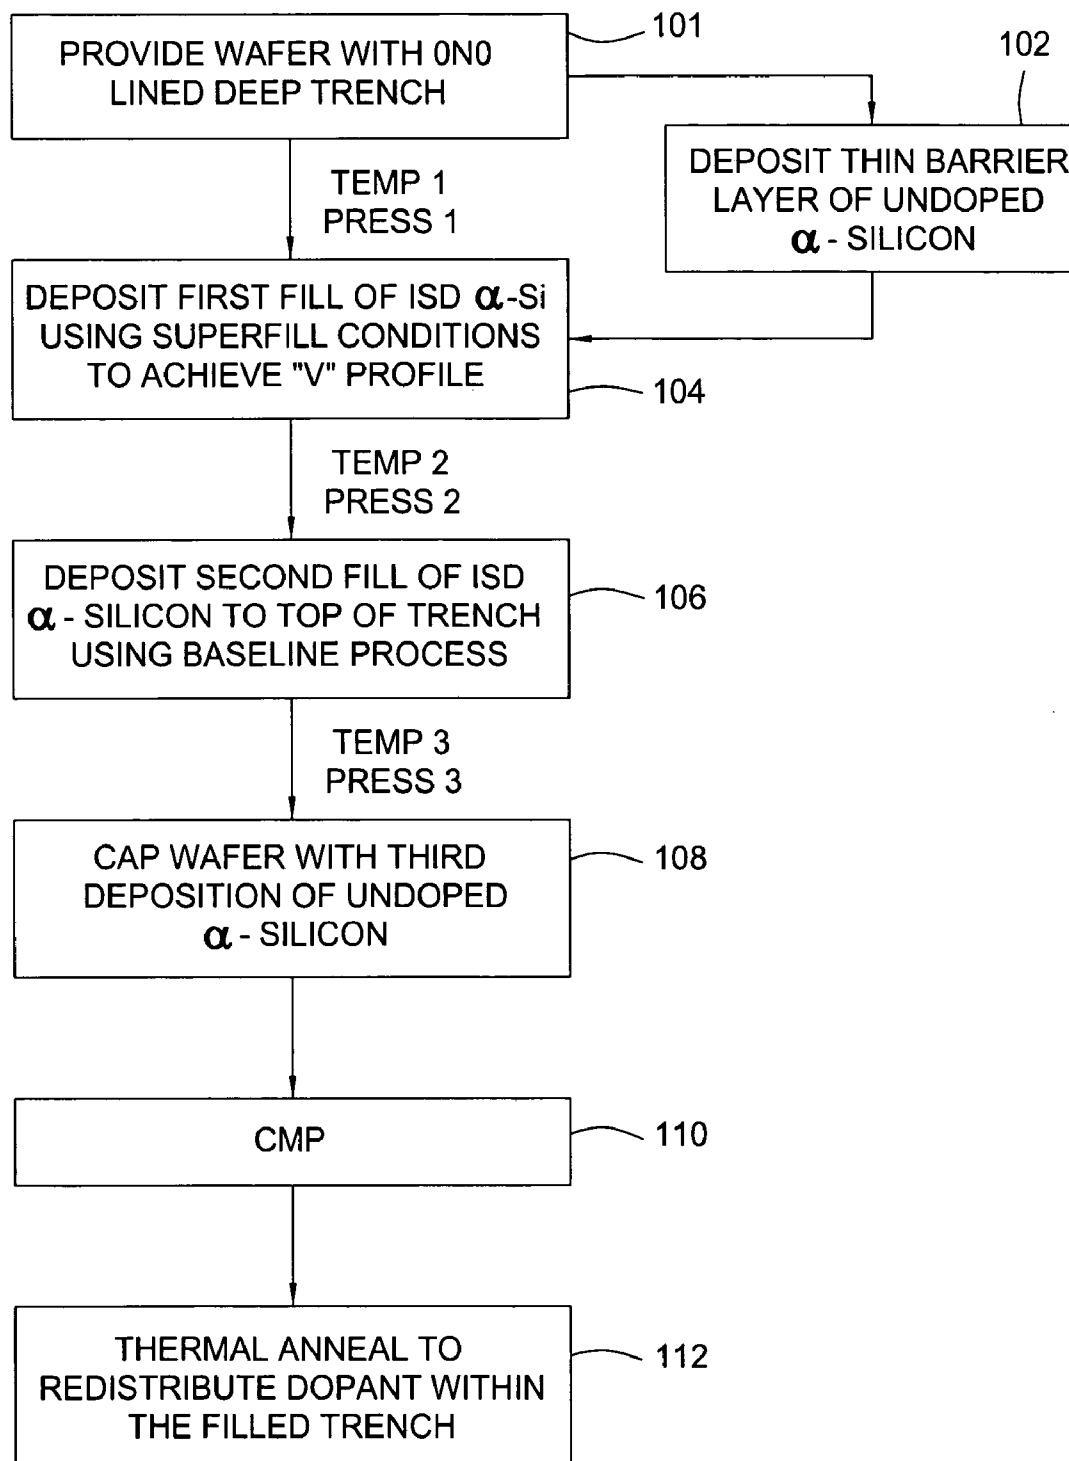 PROVIDE WAFER WITH 0N0
LINED DEEP TRENCH
101
102
DEPOSIT THIN BARRIER
LAYER OF UNDOPED
α - SILICON
TEMP 1
PRESS 1
DEPOSIT FIRST FILL OF ISD α-Si
USING SUPERFILL CONDITIONS
TO ACHIEVE "V" PROFILE
104
TEMP 2
PRESS 2
DEPOSIT SECOND FILL OF ISD
α - SILICON TO TOP OF TRENCH
USING BASELINE PROCESS
106
TEMP 3
PRESS 3
CAP WAFER WITH THIRD
DEPOSITION OF UNDOPED
α - SILICON
108
CMP
110
THERMAL ANNEAL TO
REDISTRIBUTE DOPANT WITHIN
THE FILLED TRENCH
112